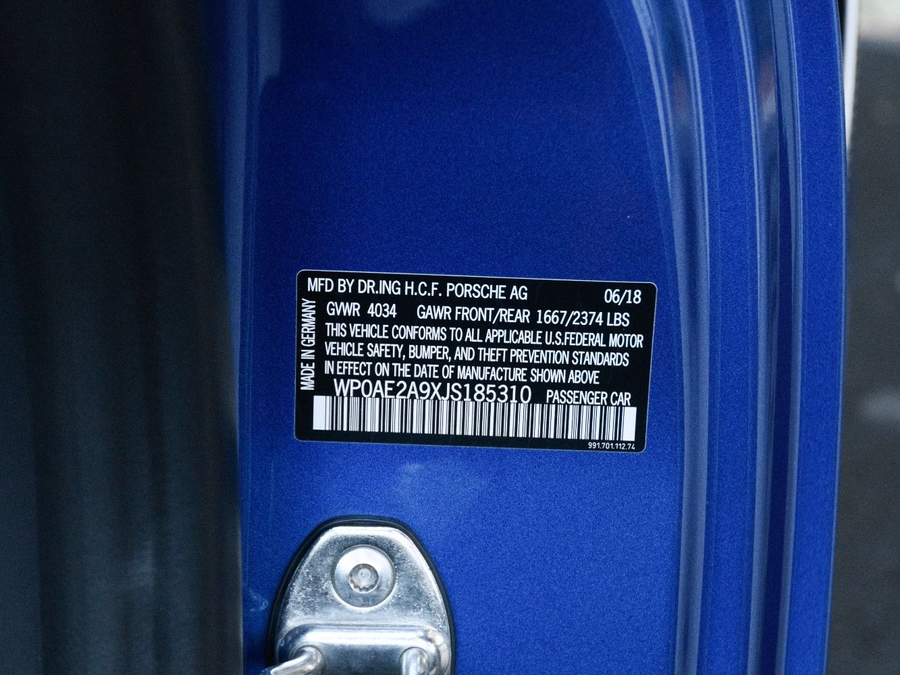 MFD BY DR.ING H.C.F. PORSCHE AG 06/18
GVWR 4034 GAWR FRONT/REAR 1667/2374 LBS
THIS VEHICLE CONFORMS TO ALL APPLICABLE U.S.FEDERAL MOTOR
VEHICLE SAFETY, BUMPER, AND THEFT PREVENTION STANDARDS
IN EFFECT ON THE DATE OF MANUFACTURE SHOWN ABOVE
WP0AE2A9XJS185310 PASSENGER CAR
991.701.112.74
MADE IN GERMANY